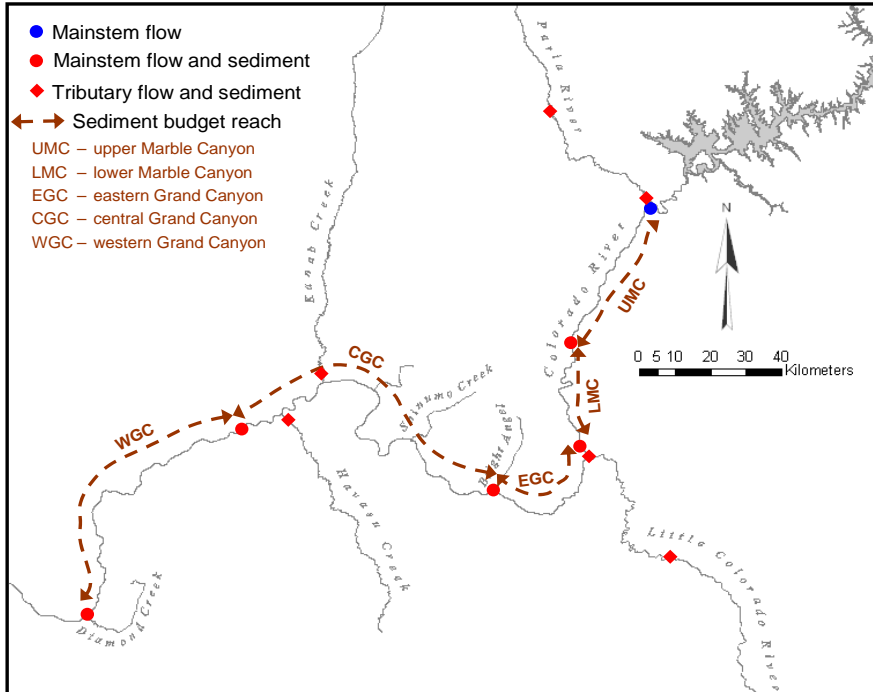 Mainstem flow
Mainstem flow and sediment
Tributary flow and sediment
Sediment budget reach
UMC – upper Marble Canyon
LMC – lower Marble Canyon
EGC – eastern Grand Canyon
CGC – central Grand Canyon
WGC – western Grand Canyon
Paria River
Kanab Creek
Colorado River
N
UMC
0 5 10 20 30 40
Kilometers
CGC
LMC
Shinumo Creek
Bright Angel
WGC
EGC
Havasu Creek
Little Colorado River
Diamond Creek